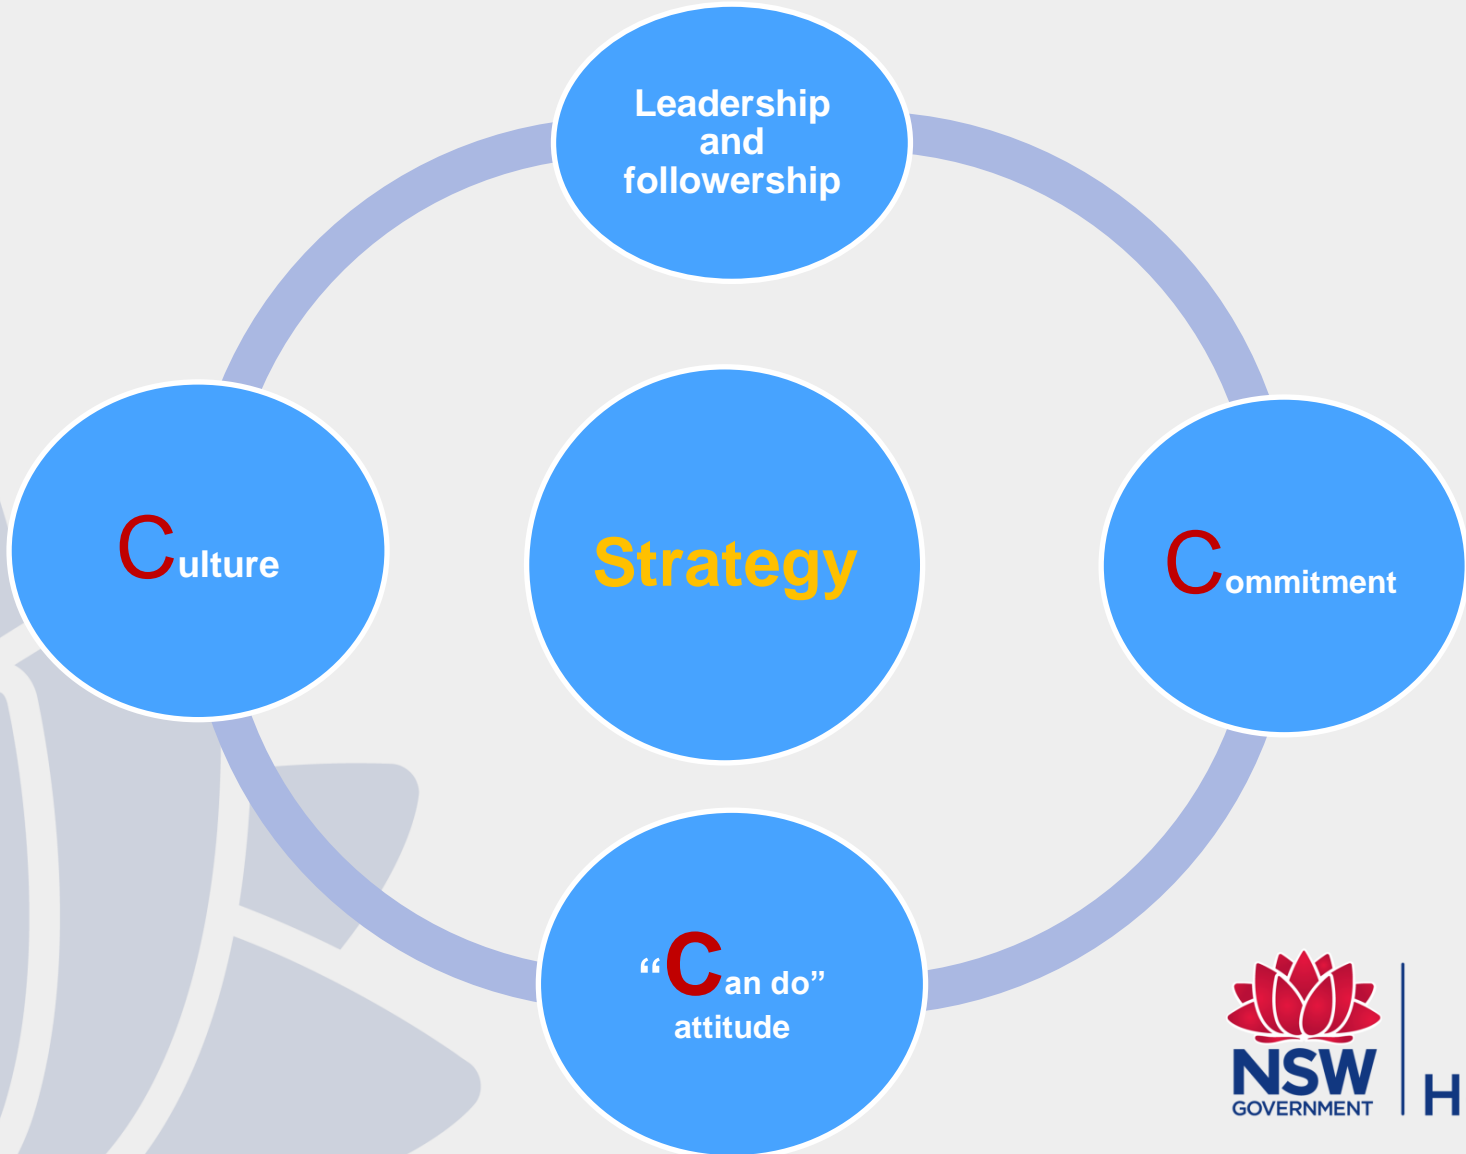 Leadership
and
followership
Culture
Strategy
Commitment
“Can do”
attitude
NSW
GOVERNMENT
H